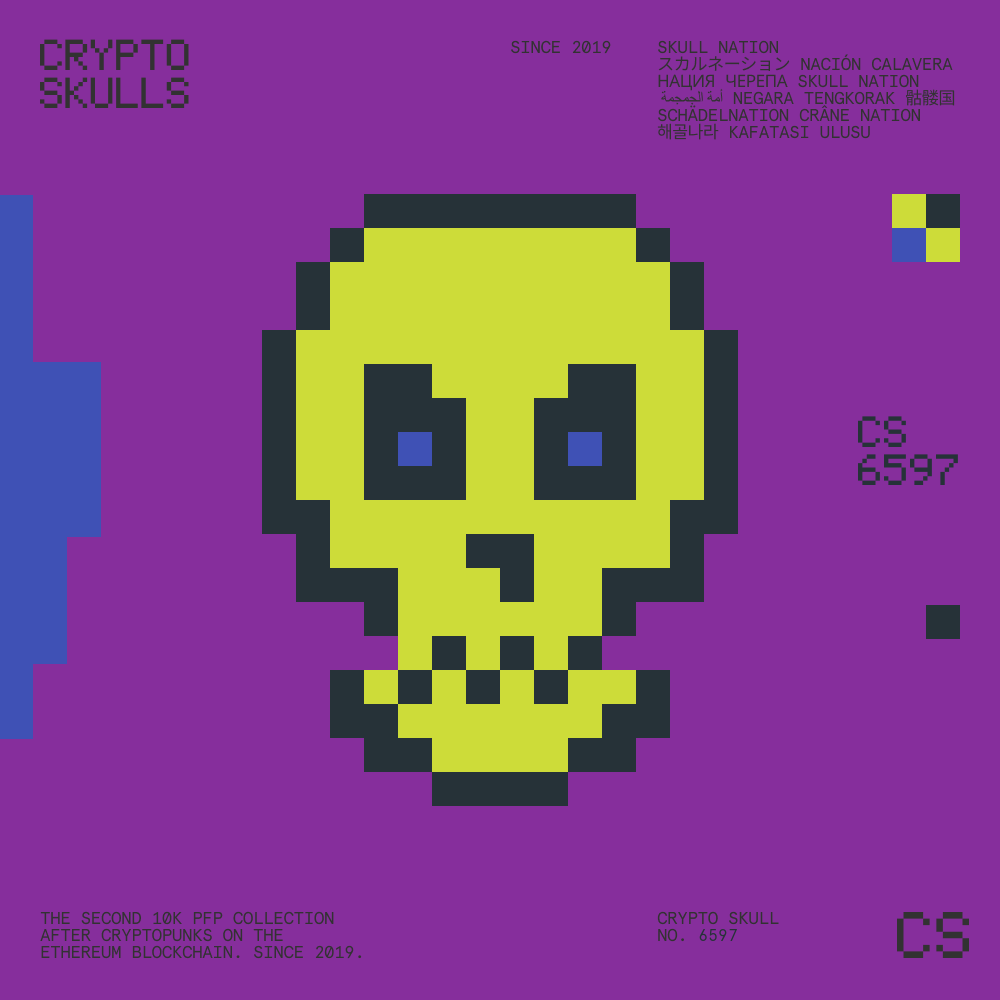 CRYPTO
SKULLS
SINCE 2019
SKULL NATION
スカルネーション NACIÓN CALAVERA
НАЦИЯ ЧЕРЕПА SKULL NATION
أمة الجمجمة NEGARA TENGKORAK 骷髅国
SCHÄDELNATION CRÂNE NATION
해골나라 KAFATASI ULUSU
CS
6597
THE SECOND 10K PFP COLLECTION
AFTER CRYPTOPUNKS ON THE
ETHEREUM BLOCKCHAIN. SINCE 2019.
CRYPTO SKULL
NO. 6597
CS